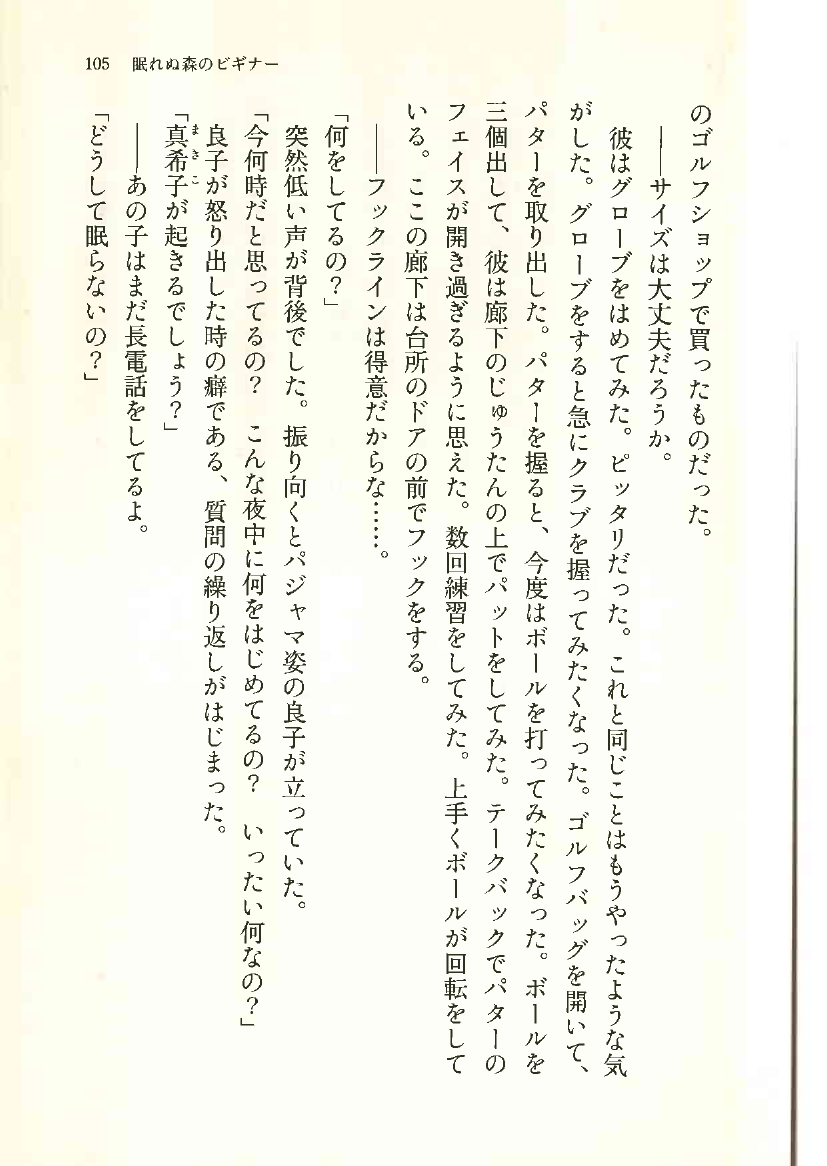 105 眠れぬ森のビギナー
のゴルフショップで買ったものだった。
――サイズは大丈夫だろうか。
彼はグローブをはめてみた。ピッタリだった。これと同じことはもうやったような気
がした。グローブをすると急にクラブを握ってみたくなった。ゴルフバッグを開いて、
パターを取り出した。パターを握ると、今度はボールを打ってみたくなった。ボールを
三個出して、彼は廊下のじゅうたんの上でパットをしてみた。テークバックでパターの
フェイスが開き過ぎるように思えた。数回練習をしてみた。上手くボールが回転をして
いる。ここの廊下は台所のドアの前でフックをする。
――フックラインは得意だからな……。
「何をしてるの？」
突然低い声が背後でした。振り向くとパジャマ姿の良子が立っていた。
「今何時だと思ってるの？　こんな夜中に何をはじめてるの？　いったい何なの？」
良子が怒り出した時の癖である、質問の繰り返しがはじまった。
「真希子が起きるでしょう？」
まきこ
――あの子はまだ長電話をしてるよ。
「どうして眠らないの？」